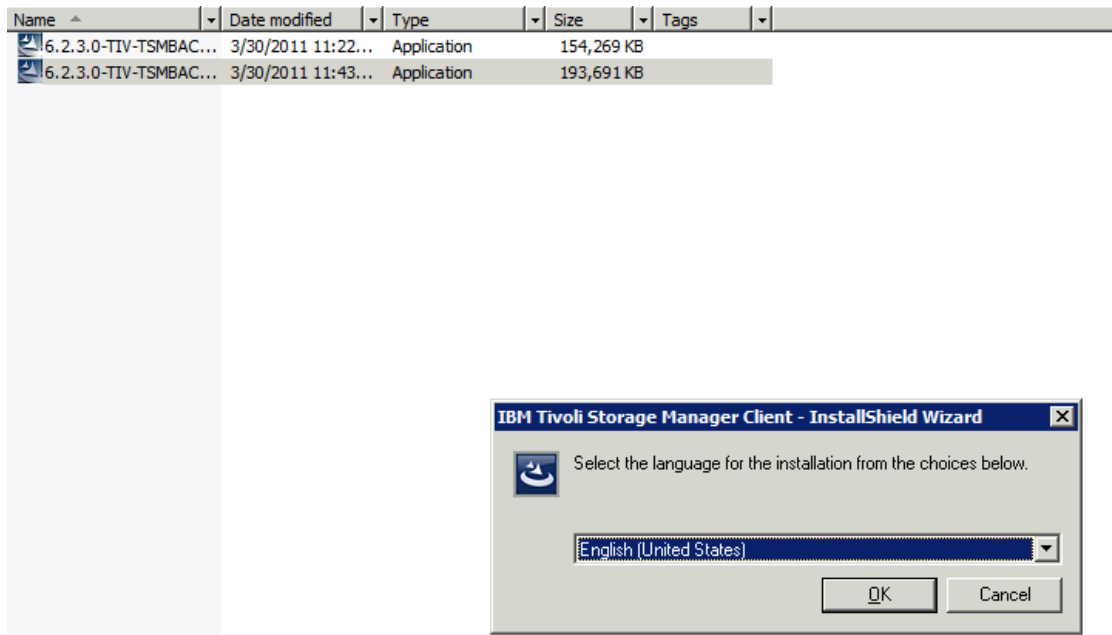 Name Date modified Type Size Tags
6.2.3.0-TIV-TSMBAC... 3/30/2011 11:22... Application 154,269 KB
6.2.3.0-TIV-TSMBAC... 3/30/2011 11:43... Application 193,691 KB
IBM Tivoli Storage Manager Client - InstallShield Wizard
Select the language for the installation from the choices below.
English (United States)
OK Cancel